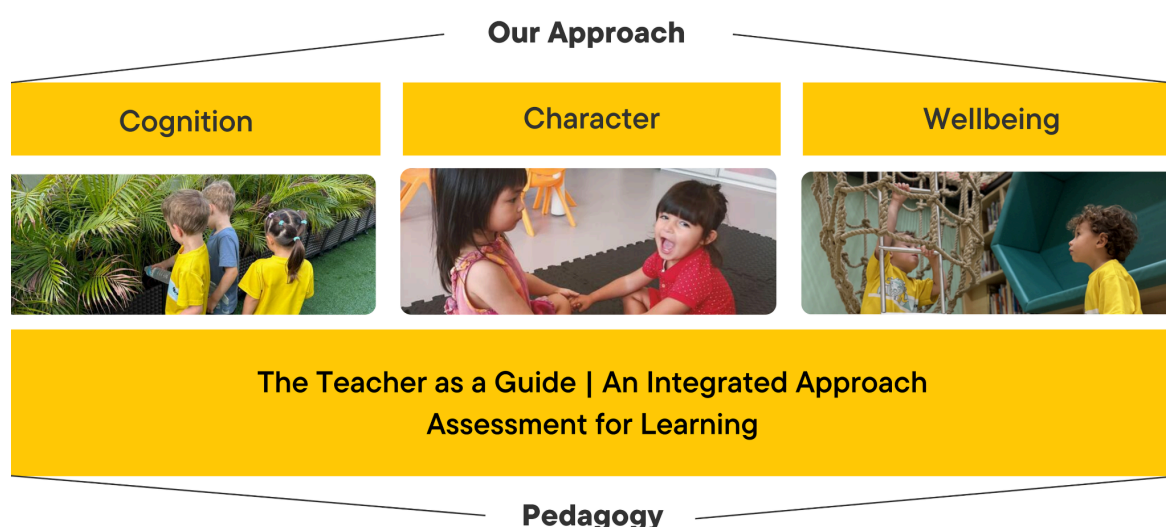 Our Approach
Cognition
Character
Wellbeing
The Teacher as a Guide | An Integrated Approach
Assessment for Learning
Pedagogy